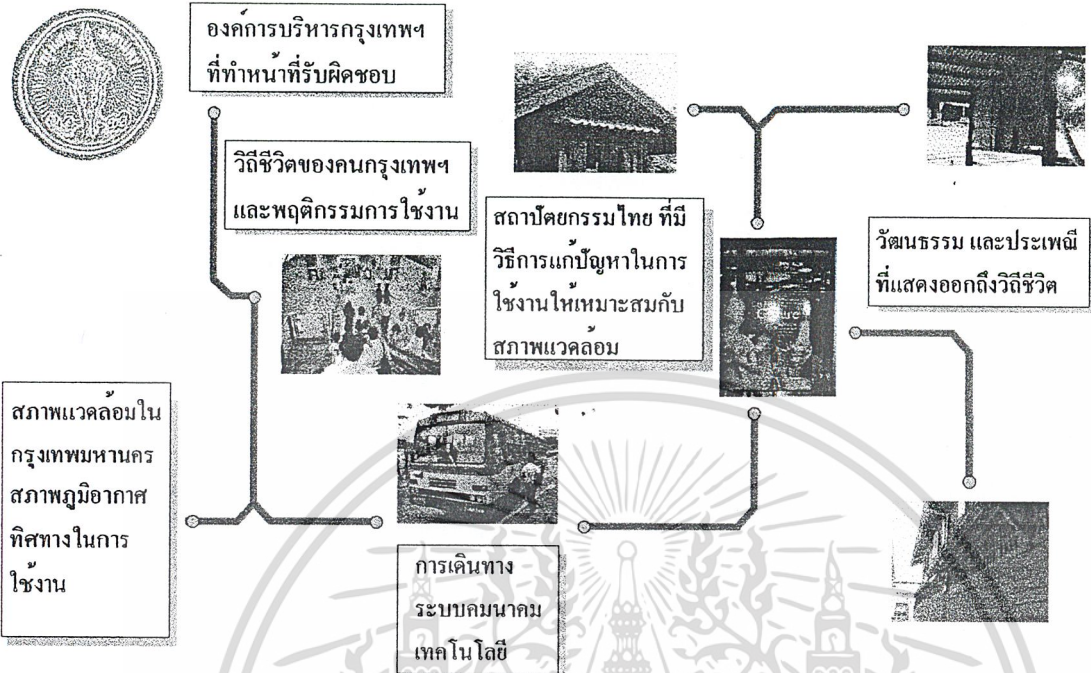 องค์การบริหารกรุงเทพฯ
ที่ทำหน้าที่รับผิดชอบ
วิถีชีวิตของคนกรุงเทพฯ
และพฤติกรรมการใช้งาน
สถาปัตยกรรมไทย ที่มี
วิธีการแก้ปัญหาในการ
ใช้งานให้เหมาะสมกับ
สภาพแวดล้อม
วัฒนธรรม และประเพณี
ที่แสดงออกถึงวิถีชีวิต
สภาพแวดล้อมใน
กรุงเทพมหานคร
สภาพภูมิอากาศ
ทิศทางในการ
ใช้งาน
การเดินทาง
ระบบคมนาคม
เทคโนโลยี